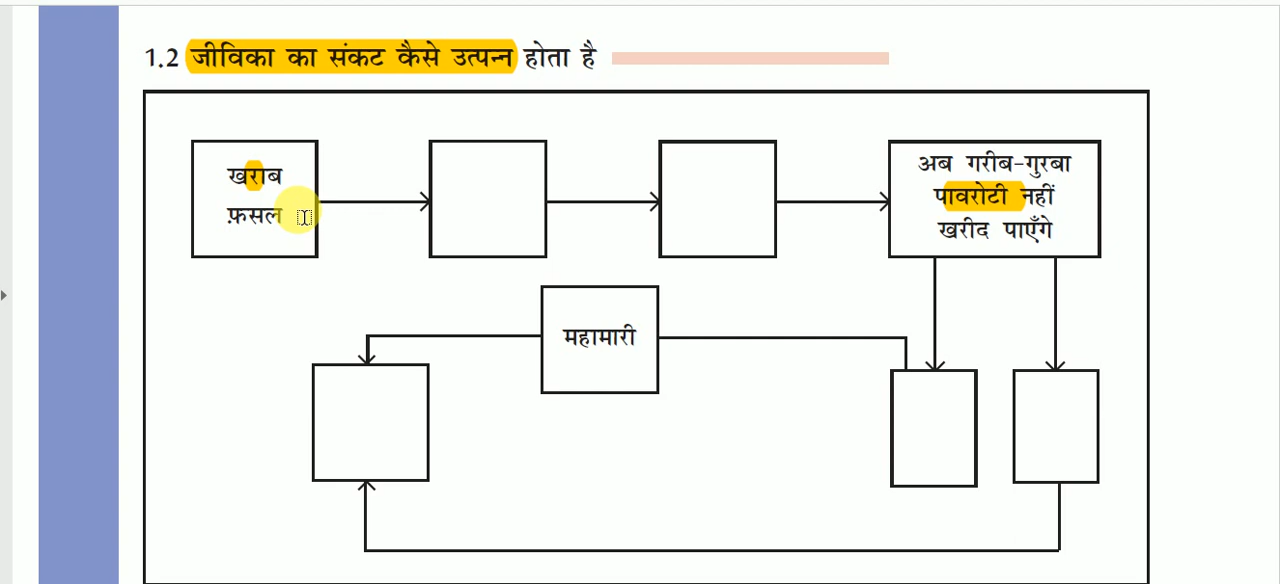 1.2 जीविका का संकट कैसे उत्पन्न होता है
खराब
फ़सल
अब गरीब-गुरबा
पावरोटी नहीं
खरीद पाएँगे
महामारी